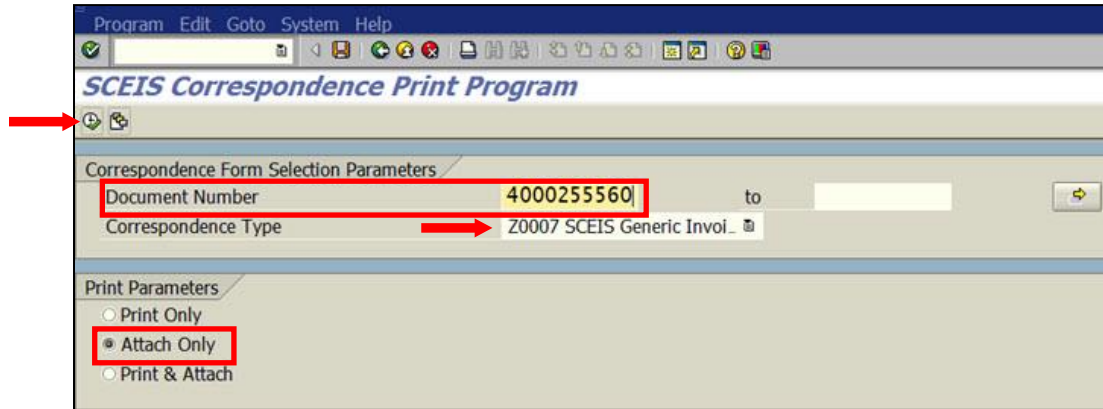 Program Edit Goto System Help
SCEIS Correspondence Print Program
Correspondence Form Selection Parameters
Document Number 4000255560 to
Correspondence Type Z0007 SCEIS Generic Invoi_
Print Parameters
Print Only
Attach Only
Print & Attach